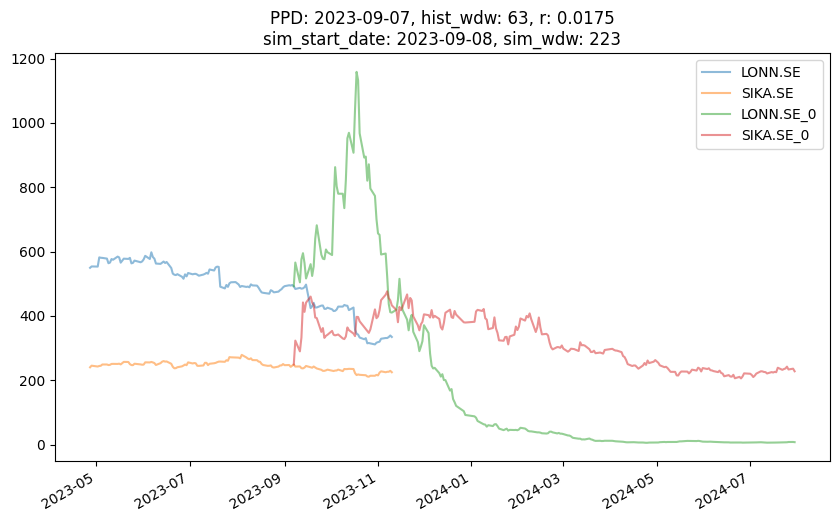 PPD: 2023-09-07, hist_wdw: 63, r: 0.0175
sim_start_date: 2023-09-08, sim_wdw: 223
1200
1000
800
600
400
200
0
LONN.SE
SIKA.SE
LONN.SE_0
SIKA.SE_0
2023-05
2023-07
2023-09
2023-11
2024-01
2024-03
2024-05
2024-07